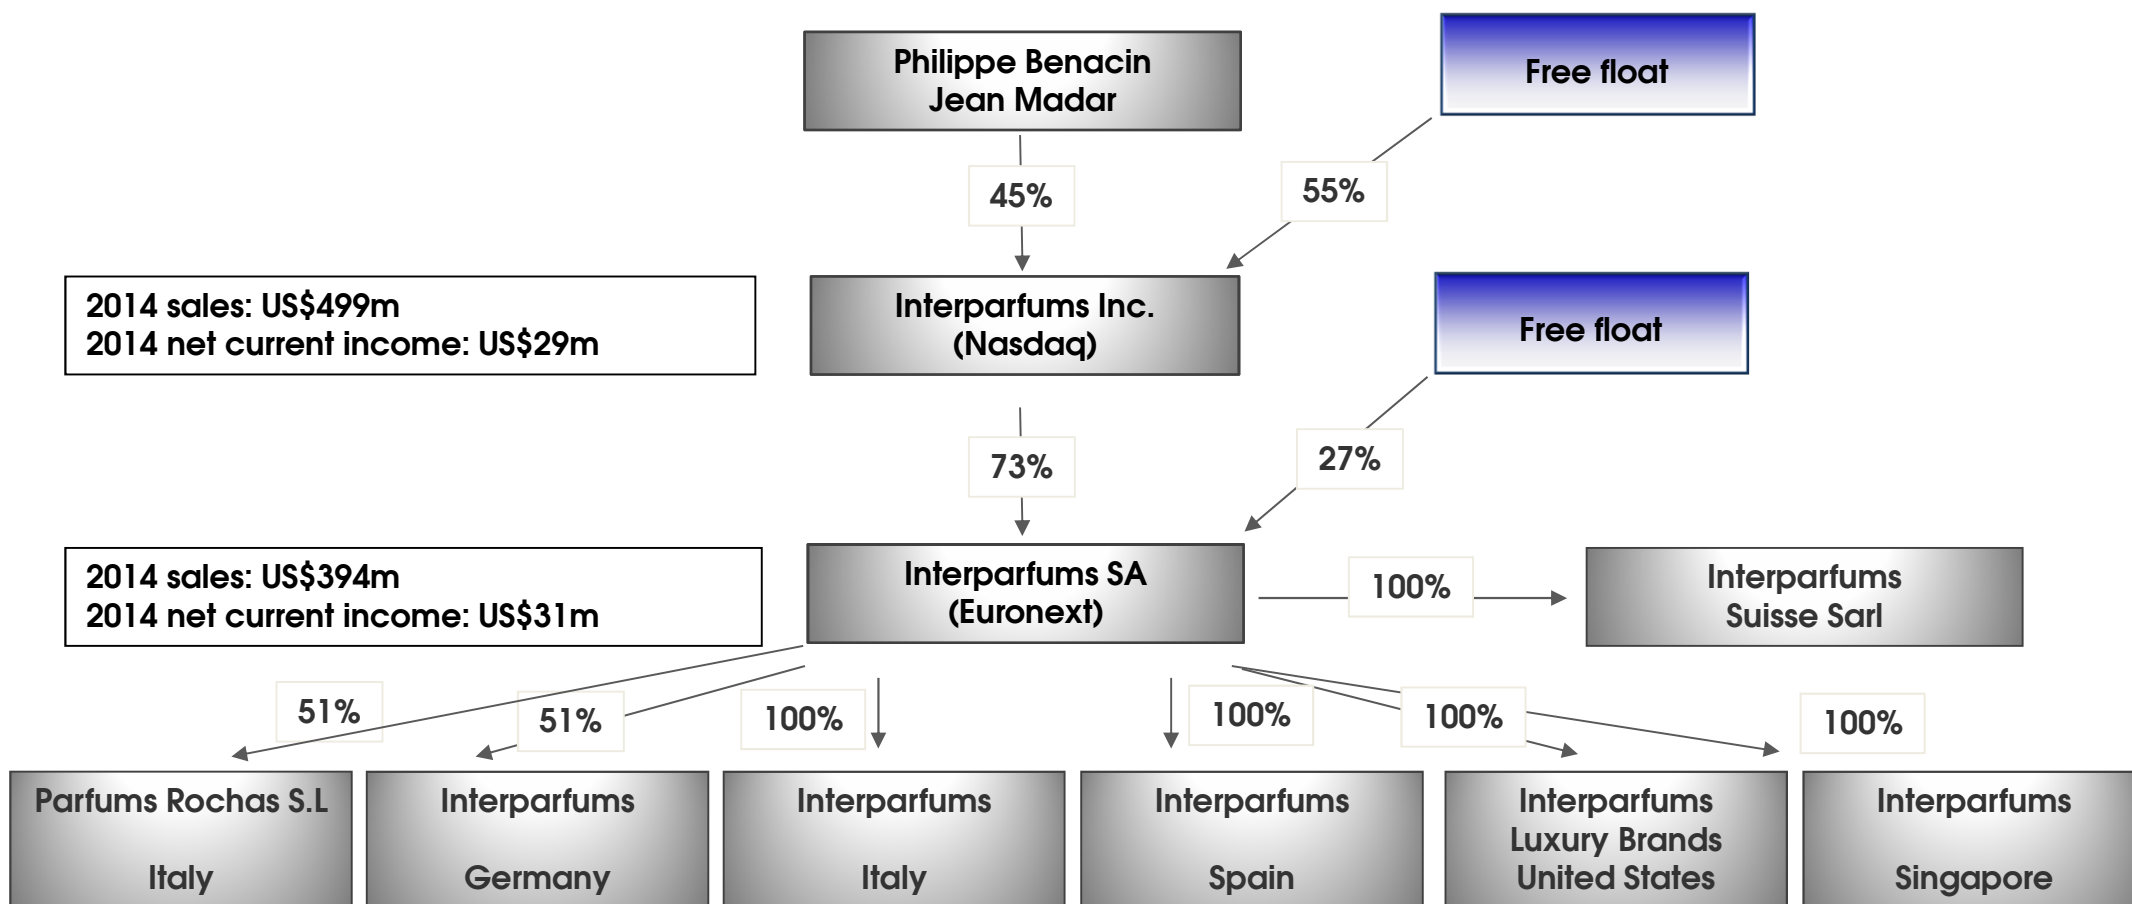 Philippe Benacin
Jean Madar
Free float
45%
55%
2014 sales: US$499m
2014 net current income: US$29m
Interparfums Inc.
(Nasdaq)
Free float
73%
27%
2014 sales: US$394m
2014 net current income: US$31m
Interparfums SA
(Euronext)
100%
Interparfums
Suisse Sarl
51%
51%
100%
100%
100%
100%
Parfums Rochas S.L
Italy
Interparfums
Germany
Interparfums
Italy
Interparfums
Spain
Interparfums
Luxury Brands
United States
Interparfums
Singapore